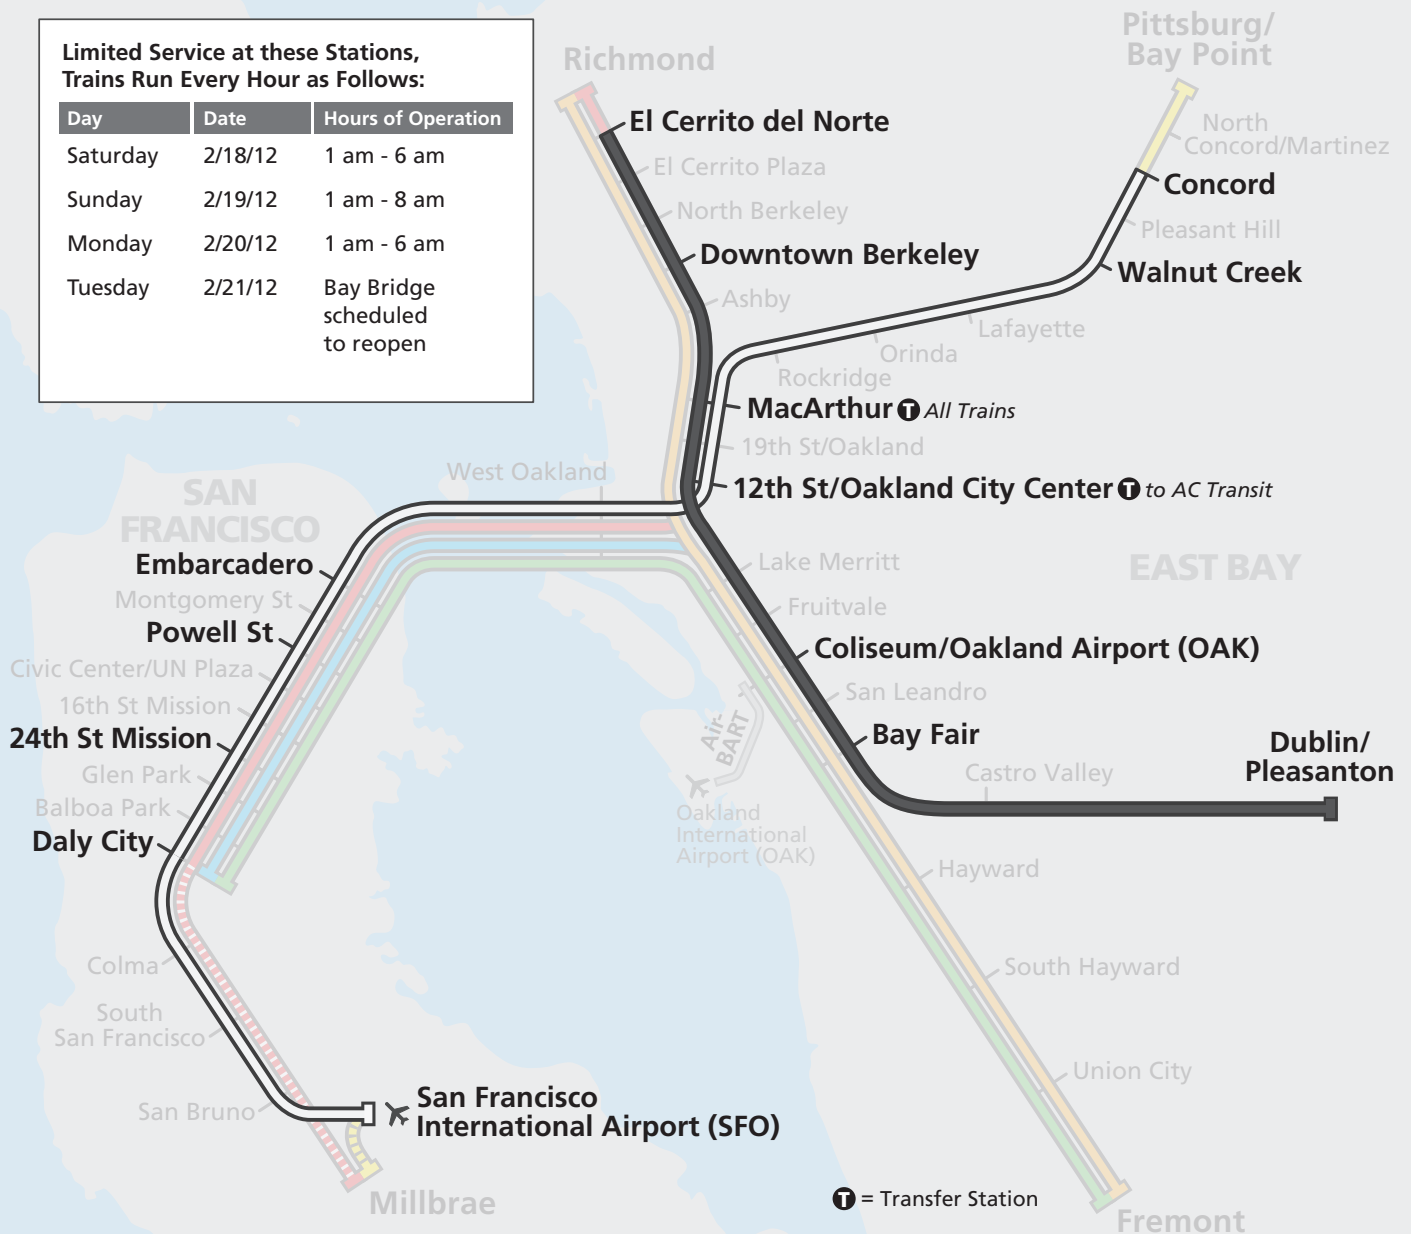 Limited Service at these Stations,
Trains Run Every Hour as Follows:
Day Date Hours of Operation
Saturday 2/18/12 1 am - 6 am
Sunday 2/19/12 1 am - 8 am
Monday 2/20/12 1 am - 6 am
Tuesday 2/21/12 Bay Bridge
scheduled
to reopen
Richmond
Pittsburg/
Bay Point
El Cerrito del Norte
North
Concord/Martinez
El Cerrito Plaza
Concord
North Berkeley
Pleasant Hill
Downtown Berkeley
Walnut Creek
Ashby
Lafayette
Orinda
Rockridge
MacArthur T All Trains
19th St/Oakland
West Oakland
12th St/Oakland City Center T to AC Transit
SAN
FRANCISCO
Embarcadero
Lake Merritt
EAST BAY
Montgomery St
Fruitvale
Powell St
Coliseum/Oakland Airport (OAK)
Civic Center/UN Plaza
San Leandro
16th St Mission
24th St Mission
Air-
BART
Bay Fair
Dublin/
Pleasanton
Glen Park
Castro Valley
Balboa Park
Oakland
International
Airport (OAK)
Daly City
Hayward
Colma
South Hayward
South
San Francisco
Union City
San Bruno
San Francisco
International Airport (SFO)
Millbrae
T = Transfer Station
Fremont